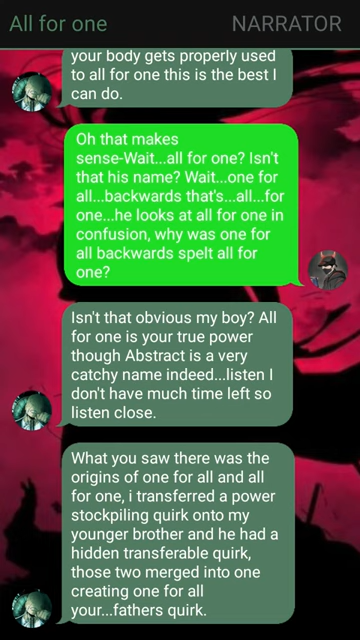 All for one
NARRATOR
your body gets properly used
to all for one this is the best I
can do.
Oh that makes
sense-Wait...all for one? Isn't
that his name? Wait...one for
all...backwards that's...all...for
one...he looks at all for one in
confusion, why was one for
all backwards spelt all for
one?
Isn't that obvious my boy? All
for one is your true power
though Abstract is a very
catchy name indeed...listen I
don't have much time left so
listen close.
What you saw there was the
origins of one for all and all
for one, i transferred a power
stockpiling quirk onto my
younger brother and he had a
hidden transferable quirk,
those two merged into one
creating one for all
your...fathers quirk.